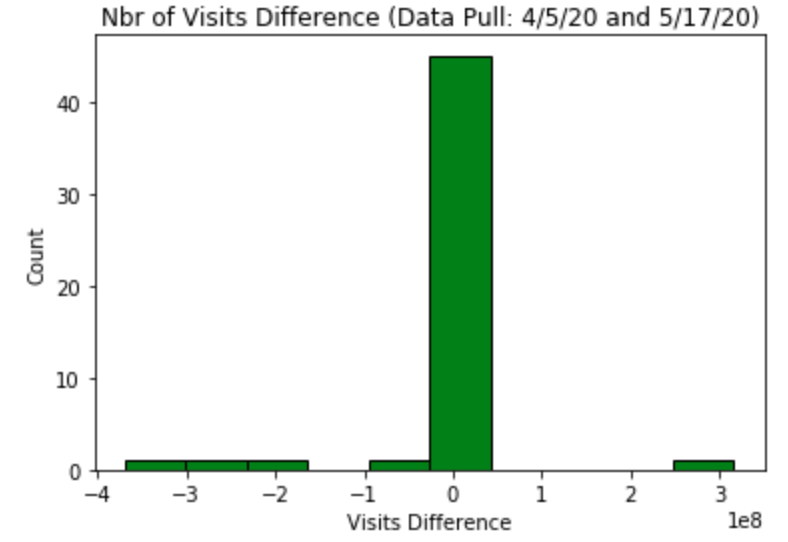 Nbr of Visits Difference (Data Pull: 4/5/20 and 5/17/20)
40
30
20
10
0
Count
−4 −3 −2 −1 0 1 2 3
1e8
Visits Difference